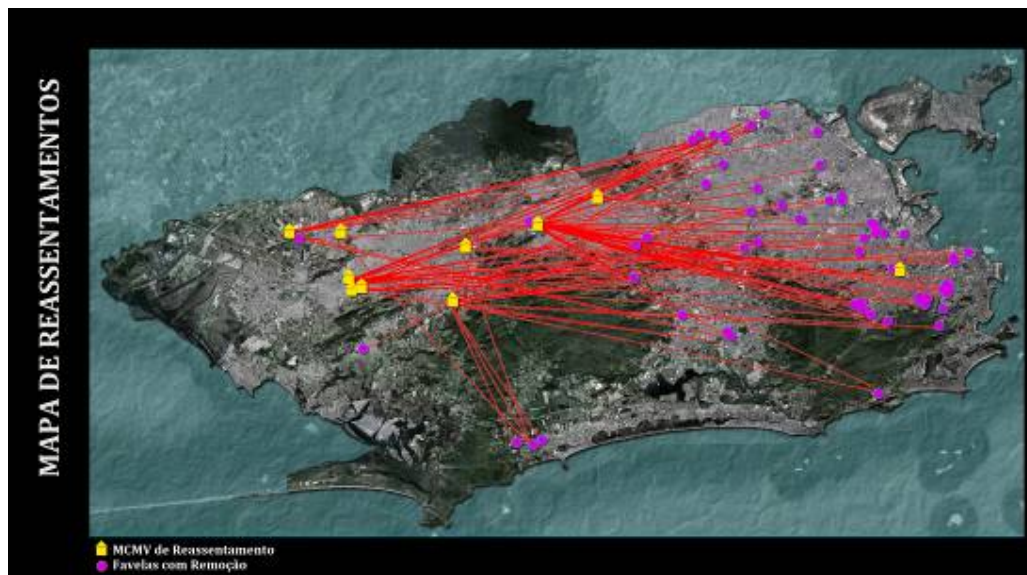 MAPA DE REASSENTAMENTOS
MCMV de Reassentamento
Favelas com Remoção